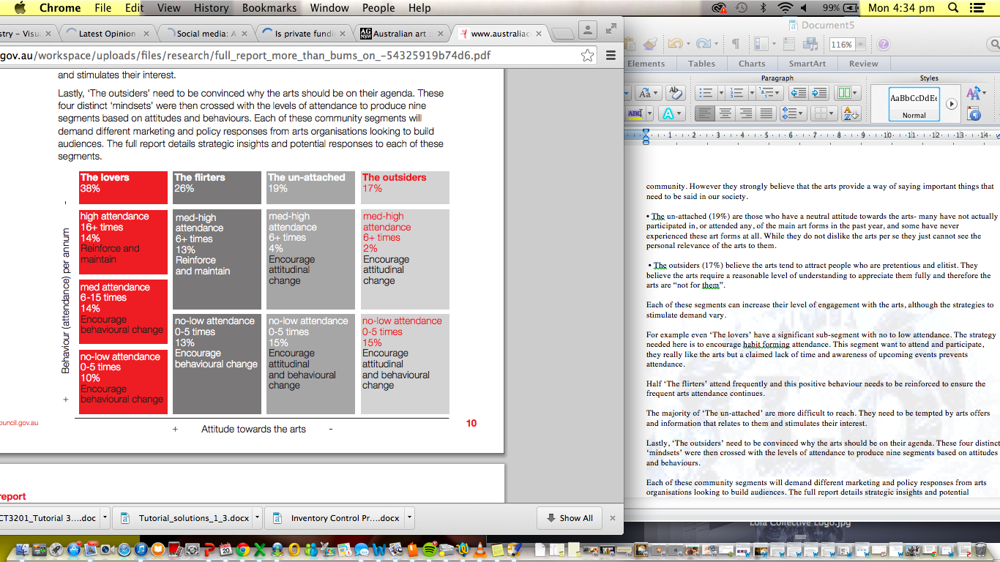 Chrome File Edit View History Bookmarks Window People Help
99% Mon 4:34 pm
stry – Visu
Latest Opinion
Social media: A
Is private fundi
AG NSW Australian art
www.australiac
gov.au/workspace/uploads/files/research/full_report_more_than_bums_on_-54325919b74d6.pdf
and stimulates their interest.
Lastly, ‘The outsiders’ need to be convinced why the arts should be on their agenda. These
four distinct ‘mindsets’ were then crossed with the levels of attendance to produce nine
segments based on attitudes and behaviours. Each of these community segments will
demand different marketing and policy responses from arts organisations looking to build
audiences. The full report details strategic insights and potential responses to each of these
segments.
The lovers
38%
The flirters
26%
The un-attached
19%
The outsiders
17%
Behaviour (attendance) per annum
-
+
high attendance
16+ times
14%
Reinforce and
maintain
med attendance
6-15 times
14%
Encourage
behavioural change
no-low attendance
0-5 times
10%
Encourage
behavioural change
med-high
attendance
6+ times
13%
Reinforce
and maintain
no-low attendance
0-5 times
13%
Encourage
behavioural change
med-high
attendance
6+ times
4%
Encourage
attitudinal
change
no-low attendance
0-5 times
15%
Encourage
attitudinal
and behavioural
change
med-high
attendance
6+ times
2%
Encourage
attitudinal
change
no-low attendance
0-5 times
15%
Encourage
attitudinal
and behavioural
change
+ Attitude towards the arts -
ouncil.gov.au
10
report
CT3201_Tutorial 3....doc
Tutorial_solutions_1_3.docx
Inventory Control Pr....docx
Show All
Document5
116%
Elements Tables Charts SmartArt Review
Paragraph
Styles
Aa
Ab
ABC
A
AaBbCcDdEe
Normal
1 2 3 4 5 6 7 8 9 10 11 12 13 14
community. However they strongly believe that the arts provide a way of saying important things that
need to be said in our society.
• The un-attached (19%) are those who have a neutral attitude towards the arts- many have not actually
participated in, or attended any, of the main art forms in the past year, and some have never
experienced these art forms at all. While they do not dislike the arts per se they just cannot see the
personal relevance of the arts to them.
• The outsiders (17%) believe the arts tend to attract people who are pretentious and elitist. They
believe the arts require a reasonable level of understanding to appreciate them fully and therefore the
arts are “not for them”.
Each of these segments can increase their level of engagement with the arts, although the strategies to
stimulate demand vary.
For example even ‘The lovers’ have a significant sub-segment with no to low attendance. The strategy
needed here is to encourage habit forming attendance. This segment want to attend and participate,
they really like the arts but a claimed lack of time and awareness of upcoming events prevents
attendance.
Half ‘The flirters’ attend frequently and this positive behaviour needs to be reinforced to ensure the
frequent arts attendance continues.
The majority of ‘The un-attached’ are more difficult to reach. They need to be tempted by arts offers
and information that relates to them and stimulates their interest.
Lastly, ‘The outsiders’ need to be convinced why the arts should be on their agenda. These four distinct
‘mindsets’ were then crossed with the levels of attendance to produce nine segments based on attitudes
and behaviours.
Each of these community segments will demand different marketing and policy responses from arts
organisations looking to build audiences. The full report details strategic insights and potential
Lora Collective Logo.jpg
20